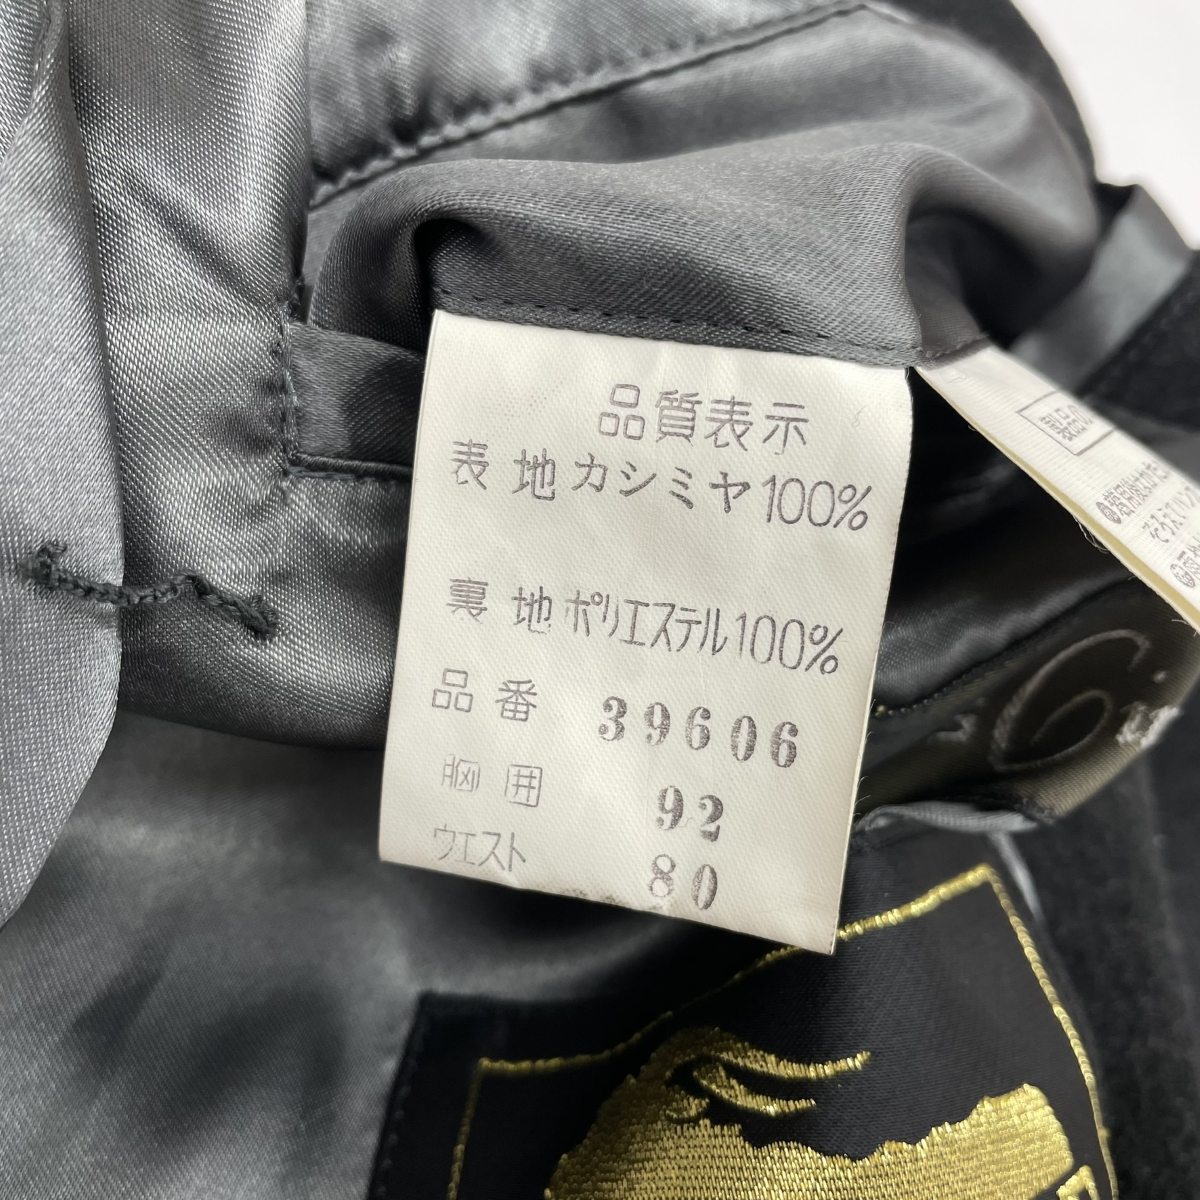 品質表示
表地 カシミヤ100%
裏地 ポリエステル100%
品番 39606
胸囲 92
ウエスト 80